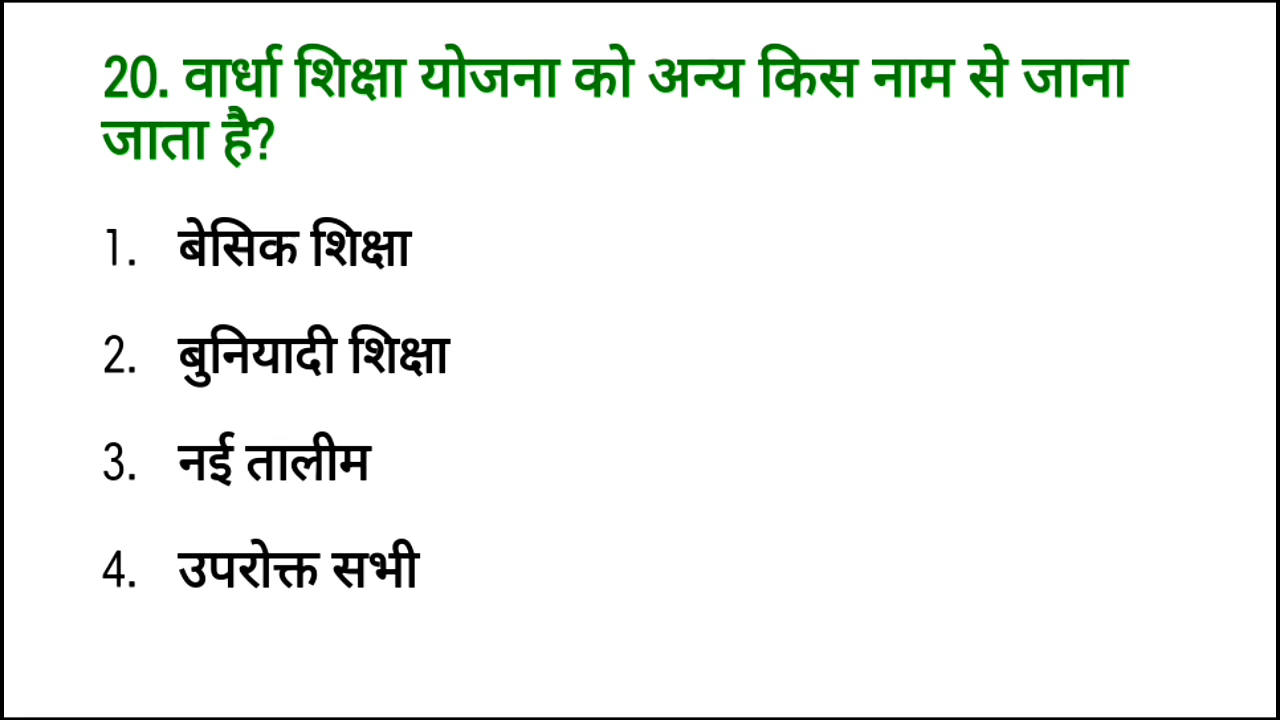 20. वार्धा शिक्षा योजना को अन्य किस नाम से जाना
जाता है?
1. बेसिक शिक्षा
2. बुनियादी शिक्षा
3. नई तालीम
4. उपरोक्त सभी